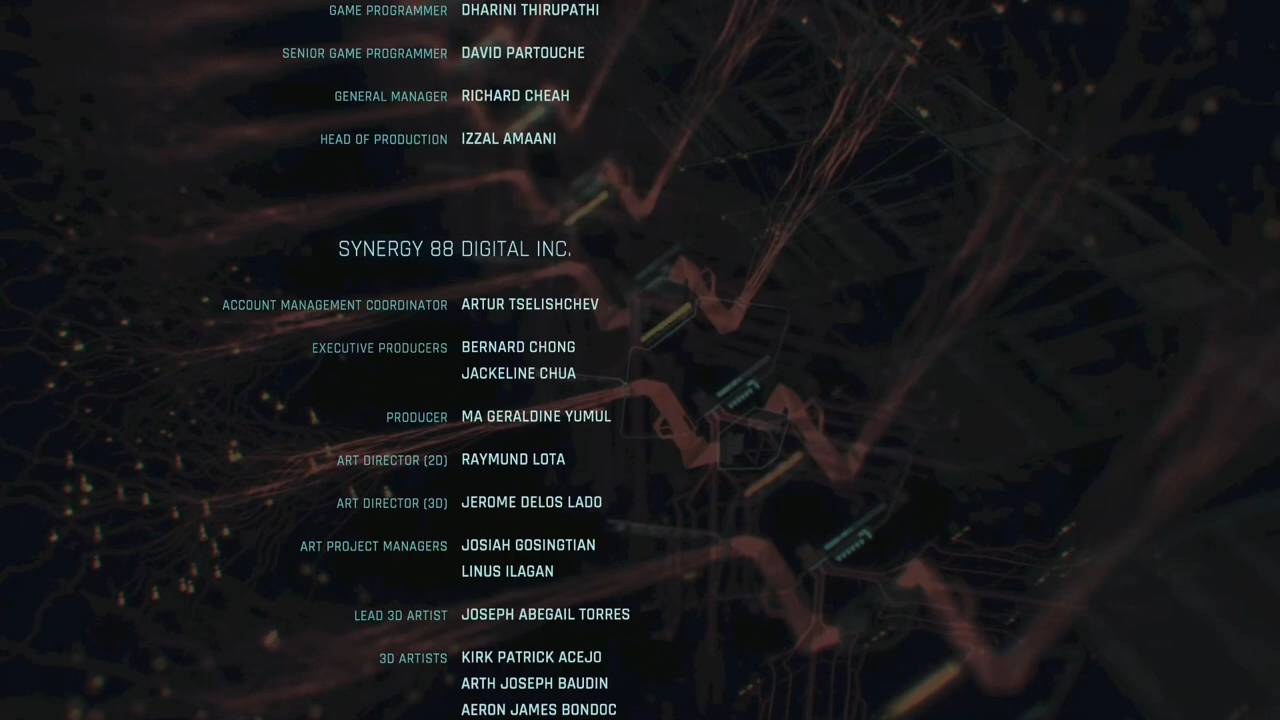 GAME PROGRAMMER DHARINI THIRUPATHI
SENIOR GAME PROGRAMMER DAVID PARTOUCHE
GENERAL MANAGER RICHARD CHEAH
HEAD OF PRODUCTION IZZAL AMAANI
SYNERGY 88 DIGITAL INC.
ACCOUNT MANAGEMENT COORDINATOR ARTUR TSELISHCHEV
EXECUTIVE PRODUCERS BERNARD CHONG
JACKELINE CHUA
PRODUCER MA GERALDINE YUMUL
ART DIRECTOR (2D) RAYMUND LOTA
ART DIRECTOR (3D) JEROME DELOS LADO
ART PROJECT MANAGERS JOSIAH GOSINGTIAN
LINUS ILAGAN
LEAD 3D ARTIST JOSEPH ABEGAIL TORRES
3D ARTISTS KIRK PATRICK ACEJO
ARTH JOSEPH BAUDIN
AERON JAMES BONDOC